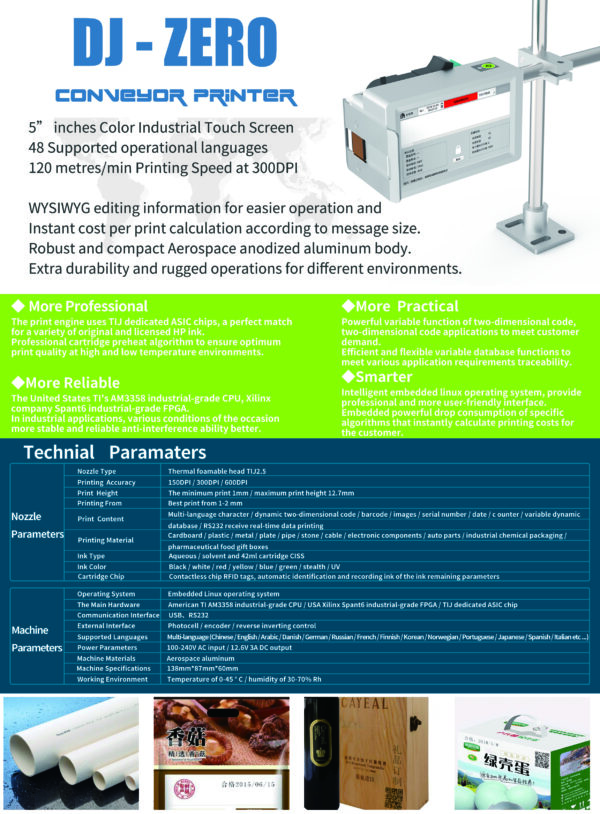 DJ - ZERO
CONVEYOR PRINTER
5” inches Color Industrial Touch Screen
48 Supported operational languages
120 metres/min Printing Speed at 300DPI
WYSIWYG editing information for easier operation and
Instant cost per print calculation according to message size.
Robust and compact Aerospace anodized aluminum body.
Extra durability and rugged operations for different environments.
◆ More Professional
The print engine uses TIJ dedicated ASIC chips, a perfect match
for a variety of original and licensed HP ink.
Professional cartridge preheat algorithm to ensure optimum
print quality at high and low temperature environments.
◆More Reliable
The United States Ti's AM3358 industrial-grade CPU, Xilinx
company Spant6 industrial-grade FPGA.
In industrial applications, various conditions of the occasion
more stable and reliable anti-interference ability better.
◆More Practical
Powerful variable function of two-dimensional code,
two-dimensional code applications to meet customer
demand.
Efficient and flexible variable database functions to
meet various application requirements traceability.
◆Smarter
Intelligent embedded linux operating system, provide
professional and more user-friendly interface.
Embedded powerful drop consumption of specific
algorithms that instantly calculate printing costs for
the customer.
Technial Paramaters
Nozzle Parameters
Nozzle Type Thermal foamable head TIJ2.5
Printing Accuracy 150DPI / 300DPI / 600DPI
Print Height The minimum print 1mm / maximum print height 12.7mm
Printing From Best print from 1-2 mm
Print Content Multi-language character / dynamic two-dimensional code / barcode / images / serial number / date / c ounter / variable dynamic
database / RS232 receive real-time data printing
Printing Material Cardboard / plastic / metal / plate / pipe / stone / cable / electronic components / auto parts / industrial chemical packaging /
pharmaceutical food gift boxes
Ink Type Aqueous / solvent and 42ml cartridge CISS
Ink Color Black / white / red / yellow / blue / green / stealth / UV
Cartridge Chip Contactless chip RFID tags, automatic identification and recording ink of the ink remaining parameters
Machine Parameters
Operating System Embedded Linux operating system
The Main Hardware American TI AM3358 industrial-grade CPU / USA Xilinx Spant6 industrial-grade FPGA / TIJ dedicated ASIC chip
Communication Interface USB、RS232
External Interface Photocell / encoder / reverse inverting control
Supported Languages Multi-language (Chinese / English / Arabic / Danish / German / Russian / French / Finnish / Korean / Norwegian / Portuguese / Japanese / Spanish / Italian etc ...)
Power Parameters 100-240V AC input / 12.6V 3A DC output
Machine Materials Aerospace aluminum
Machine Specifications 138mm*87mm*60mm
Working Environment Temperature of 0-45 ° C / humidity of 30-70% Rh
香菇
精选香菇
合格2015/06/15
CAYEAL
礼品订制
绿壳蛋